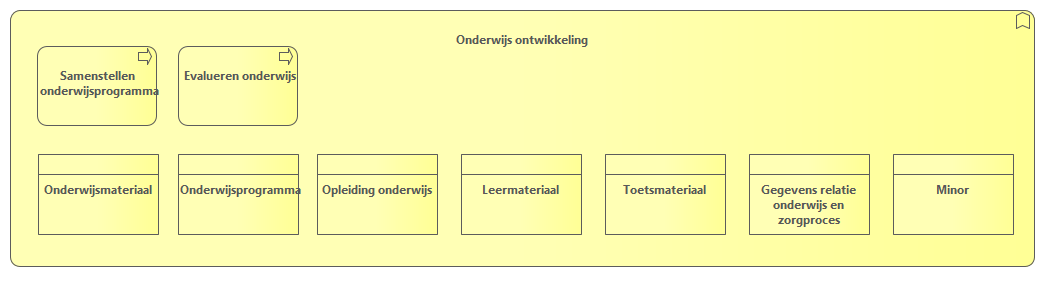 Onderwijs ontwikkeling
Samenstellen
onderwijsprogramma
Evalueren onderwijs
Onderwijsmateriaal
Onderwijsprogramma
Opleiding onderwijs
Leermateriaal
Toetsmateriaal
Gegevens relatie
onderwijs en
zorgproces
Minor